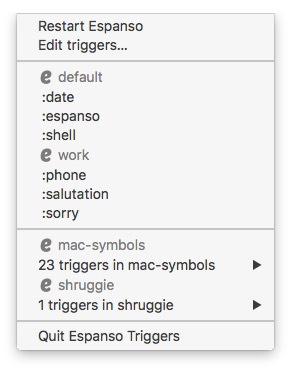 Restart Espanso
Edit triggers...
default
:date
:espanso
:shell
work
:phone
:salutation
:sorry
mac-symbols
23 triggers in mac-symbols
shruggie
1 triggers in shruggie
Quit Espanso Triggers